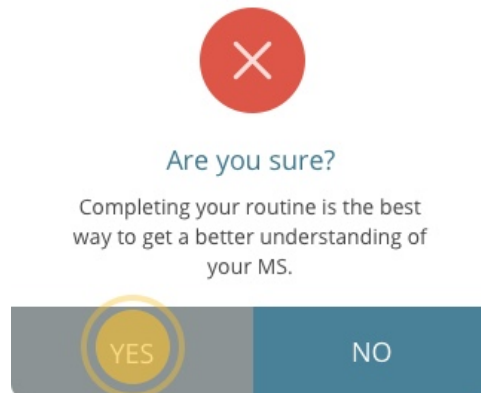 Are you sure?
Completing your routine is the best
way to get a better understanding of
your MS.
YES
NO